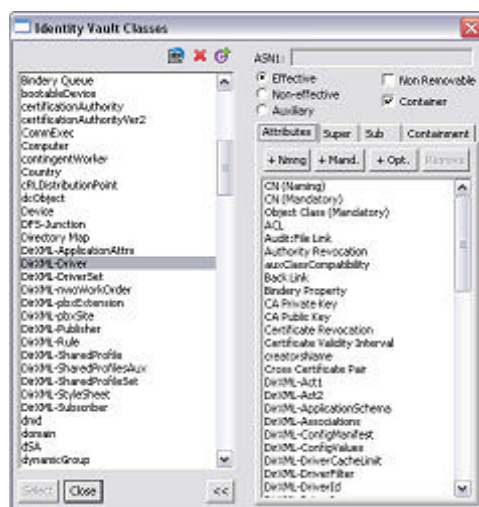 Identity Vault Classes
Bindery Queue
bootableDevice
certificationAuthority
certificationAuthorityVer2
CommExec
Computer
contingentWorker
Country
cRLDistributionPoint
dcObject
Device
DFS-Junction
Directory Map
DirXML-ApplicationAttrs
DirXML-Driver
DirXML-DriverSet
DirXML-nwoWorkOrder
DirXML-pbxExtension
DirXML-pbxSite
DirXML-Publisher
DirXML-Rule
DirXML-SharedProfile
DirXML-SharedProfilesAux
DirXML-SharedProfileSet
DirXML-StyleSheet
DirXML-Subscriber
dmd
domain
dSA
dynamicGroup
Select Close <<
ASN1:
Effective Non Removable
Non-effective Container
Auxiliary
Attributes Super Sub Containment
+ Nmng + Mand. + Opt. Remove
CN (Naming)
CN (Mandatory)
Object Class (Mandatory)
ACL
Audit:File Link
Authority Revocation
auxClassCompatibility
Back Link
Bindery Property
CA Private Key
CA Public Key
Certificate Revocation
Certificate Validity Interval
creatorsName
Cross Certificate Pair
DirXML-Act1
DirXML-Act2
DirXML-ApplicationSchema
DirXML-Associations
DirXML-ConfigManifest
DirXML-ConfigValues
DirXML-DriverCacheLimit
DirXML-DriverFilter
DirXML-DriverId